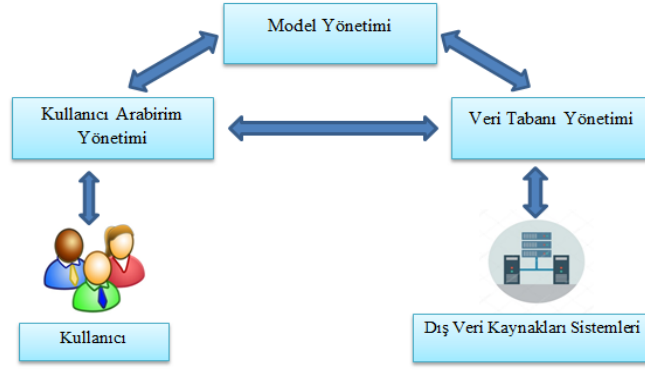 Model Yönetimi
Kullanıcı Arabirim
Yönetimi
Veri Tabanı Yönetimi
Kullanıcı
Dış Veri Kaynakları Sistemleri